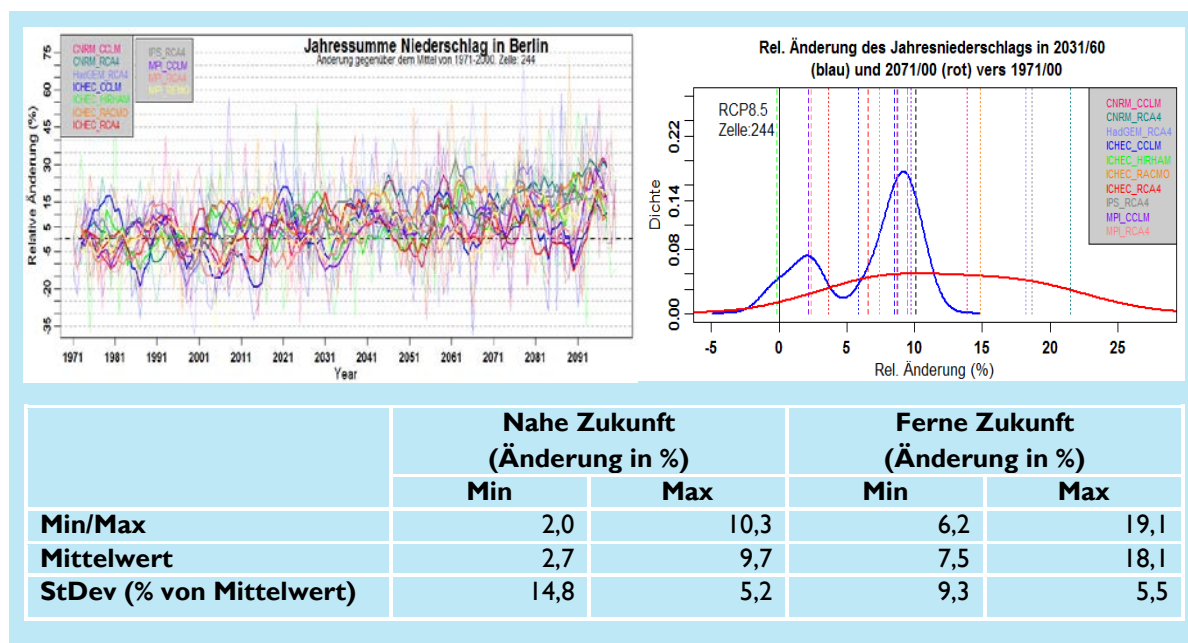 Jahressumme Niederschlag in Berlin
Änderung gegenüber dem Mittel von 1971-2000. Zelle: 244
CNRM_CCLM
CNRM_RCA4
HadGEM_RCA4
ICHEC_CCLM
ICHEC_HIRHAM
ICHEC_RACMO
ICHEC_RCA4
IPS_RCA4
MPI_CCLM
MPI_RCA4
MPI_REMO
Relative Änderung (%)
75
60
45
30
15
5
-5
-20
-35
1971 1981 1991 2001 2011 2021 2031 2041 2051 2061 2071 2081 2091
Year
Rel. Änderung des Jahresniederschlags in 2031/60
(blau) und 2071/00 (rot) vers 1971/00
RCP8.5
Zelle:244
CNRM_CCLM
CNRM_RCA4
HadGEM_RCA4
ICHEC_CCLM
ICHEC_HIRHAM
ICHEC_RACMO
ICHEC_RCA4
IPS_RCA4
MPI_CCLM
MPI_RCA4
Dichte
0.22
0.14
0.08
0.00
-5 0 5 10 15 20 25
Rel. Änderung (%)
Nahe Zukunft Ferne Zukunft
(Änderung in %) (Änderung in %)
Min Max Min Max
Min/Max 2,0 10,3 6,2 19,1
Mittelwert 2,7 9,7 7,5 18,1
StDev (% von Mittelwert) 14,8 5,2 9,3 5,5